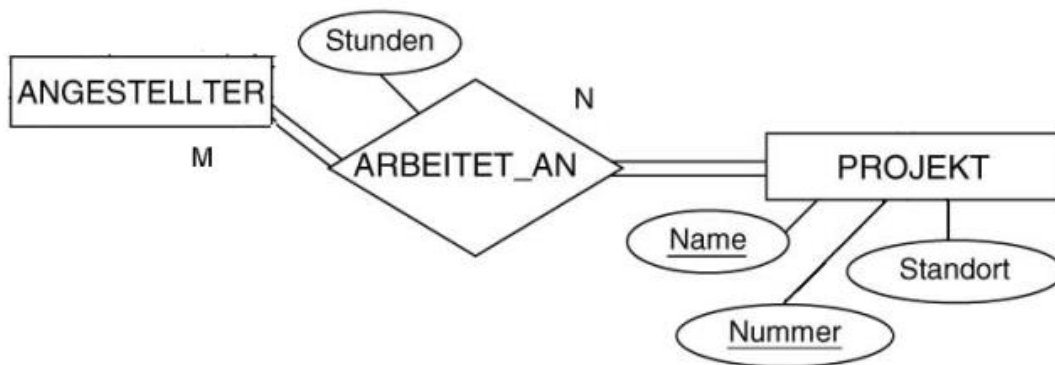 Stunden
ANGESTELLTER
N
M
ARBEITET_AN
PROJEKT
Name
Standort
Nummer